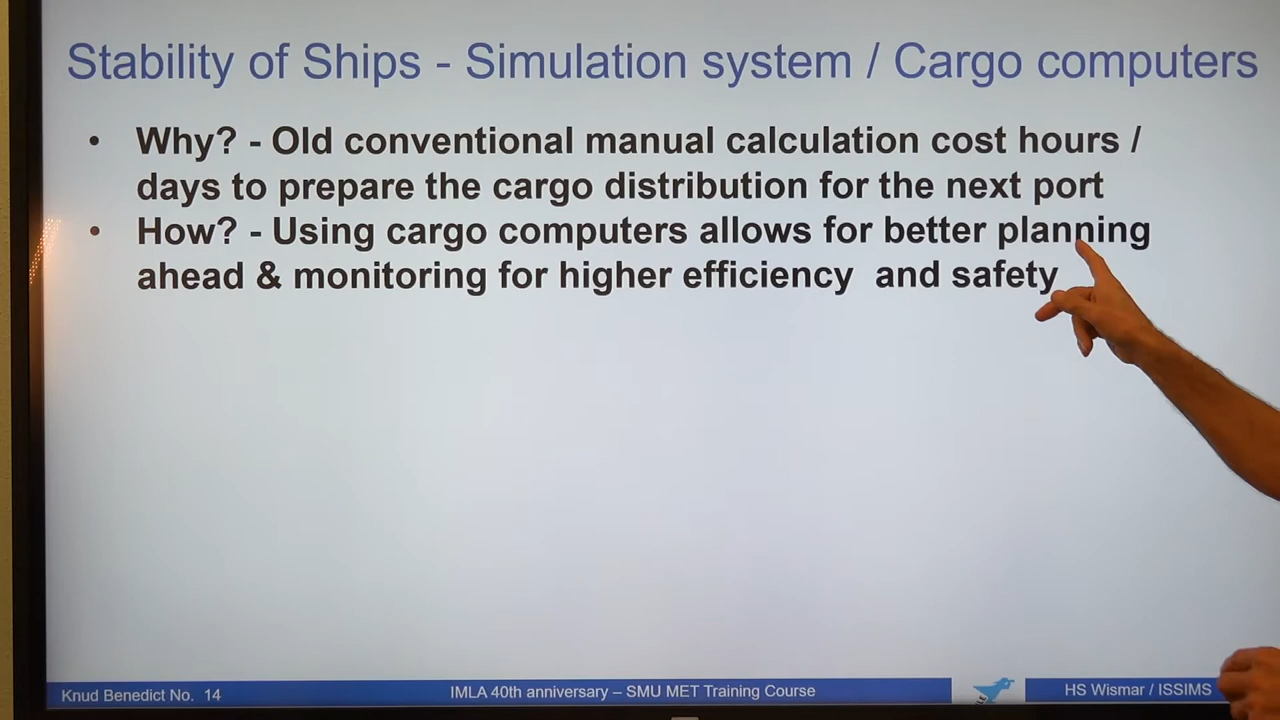 Stability of Ships - Simulation system / Cargo computers
• Why? - Old conventional manual calculation cost hours /
days to prepare the cargo distribution for the next port
• How? - Using cargo computers allows for better planning
ahead & monitoring for higher efficiency and safety
Knud Benedict No. 14
IMLA 40th anniversary – SMU MET Training Course
HS Wismar / ISSIMS